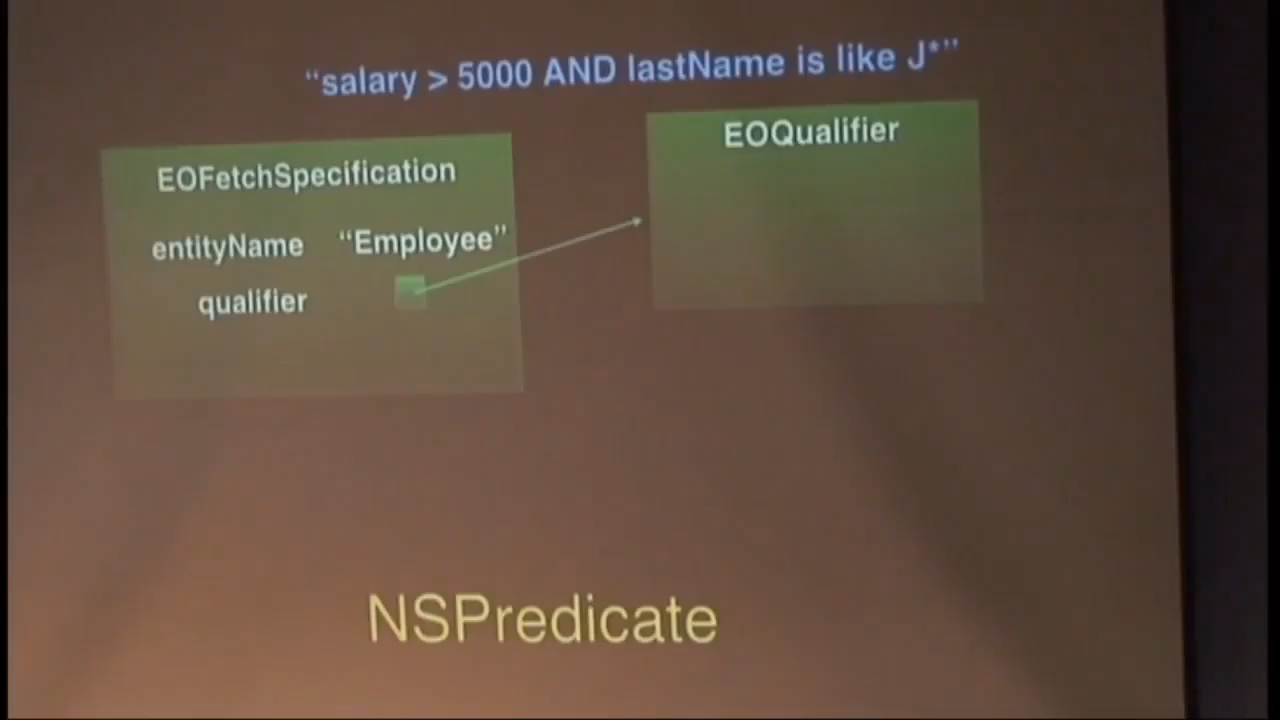 “salary > 5000 AND lastName is like J*”
EOFetchSpecification
entityName “Employee”
qualifier
EOQualifier
NSPredicate